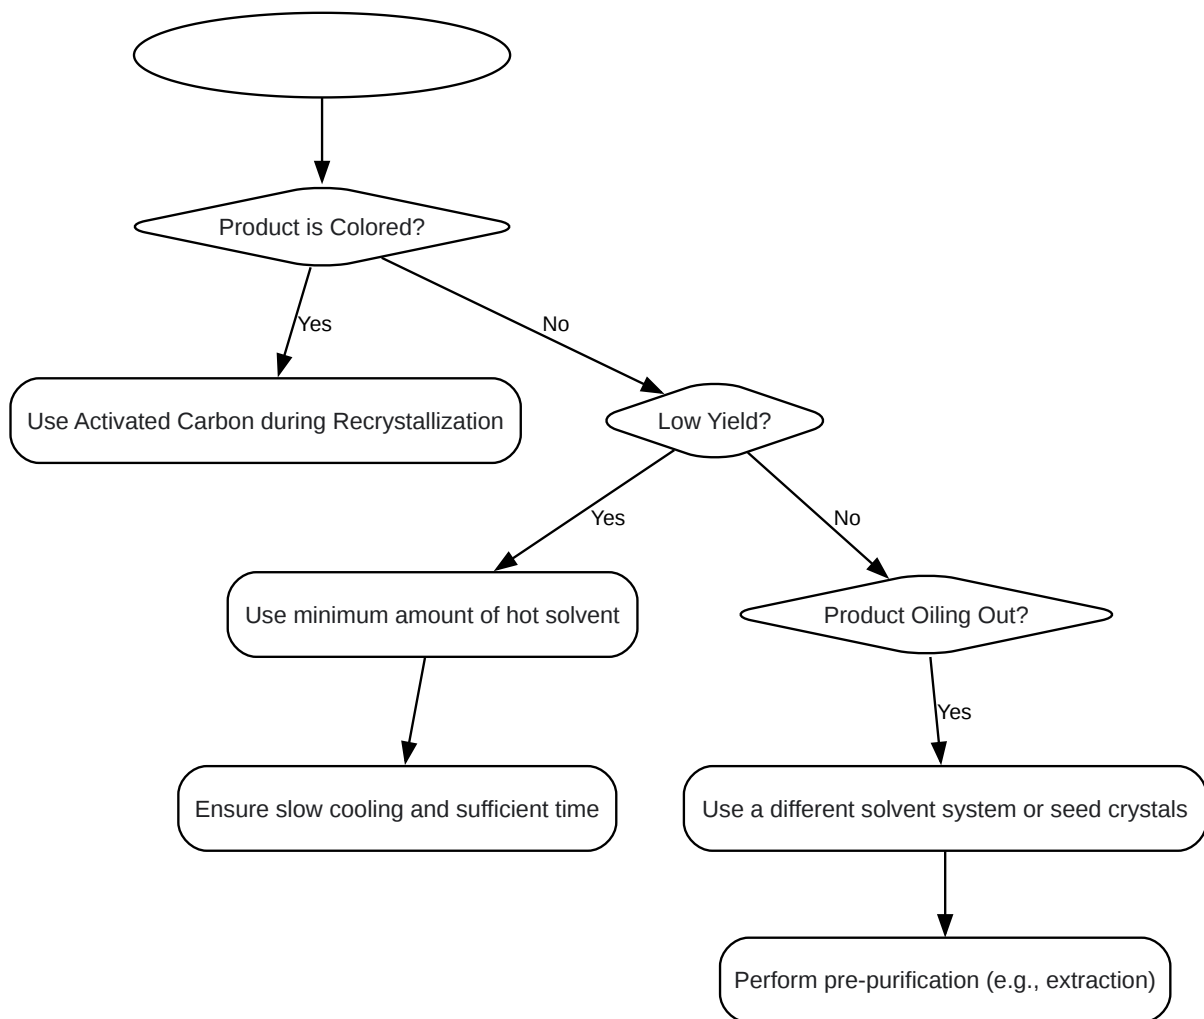 Product is Colored?
Yes
No
Use Activated Carbon during Recrystallization
Low Yield?
Yes
No
Use minimum amount of hot solvent
Product Oiling Out?
Yes
Ensure slow cooling and sufficient time
Use a different solvent system or seed crystals
Perform pre-purification (e.g., extraction)